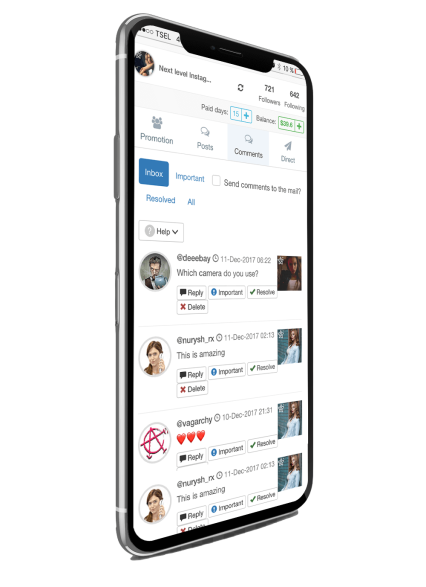 TSEL
10 %
Next level Instag...
721
642
Followers
Following
Paid days: 15 + Balance: $38.6 +
Promotion
Posts
Comments
Direct
Inbox
Important
Send comments to the mail?
Resolved
All
? Help
@deeebay 11-Dec-2017 06:22
Which camera do you use?
Reply
Important
Resolve
Delete
@nurysh_rx 11-Dec-2017 02:13
This is amazing
Reply
Important
Resolve
Delete
@vagarchy 10-Dec-2017 21:31
❤️❤️❤️
Reply
Important
Resolve
@nurysh_rx 11-Dec-2017 02:13
This is amazing
Reply
Important
Resolve
Delete